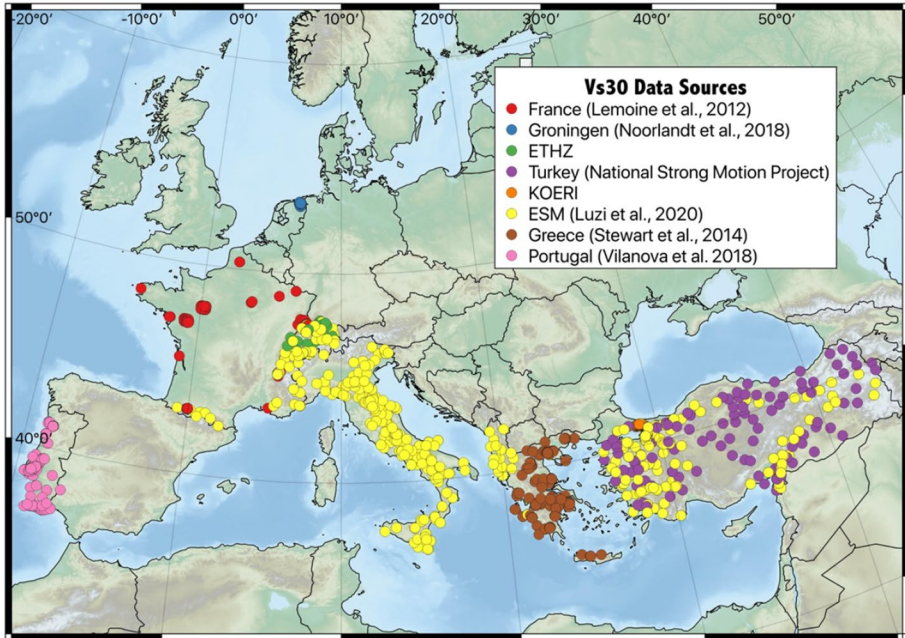 -20°0′ -10°0′ 0°0′ 10°0′ 20°0′ 30°0′ 40°0′ 50°0′
Vs30 Data Sources
France (Lemoine et al., 2012)
Groningen (Noorlandt et al., 2018)
ETHZ
Turkey (National Strong Motion Project)
KOERI
ESM (Luzi et al., 2020)
Greece (Stewart et al., 2014)
Portugal (Vilanova et al. 2018)
50°0′
40°0′